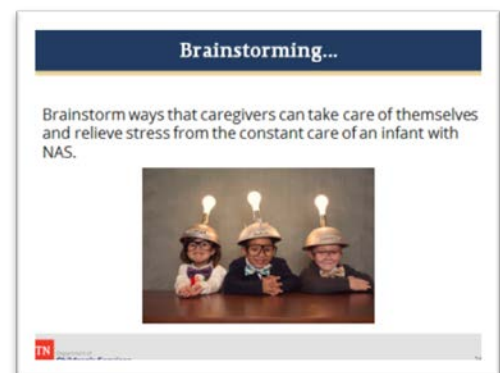 Brainstorming...
Brainstorm ways that caregivers can take care of themselves
and relieve stress from the constant care of an infant with
NAS.
TN